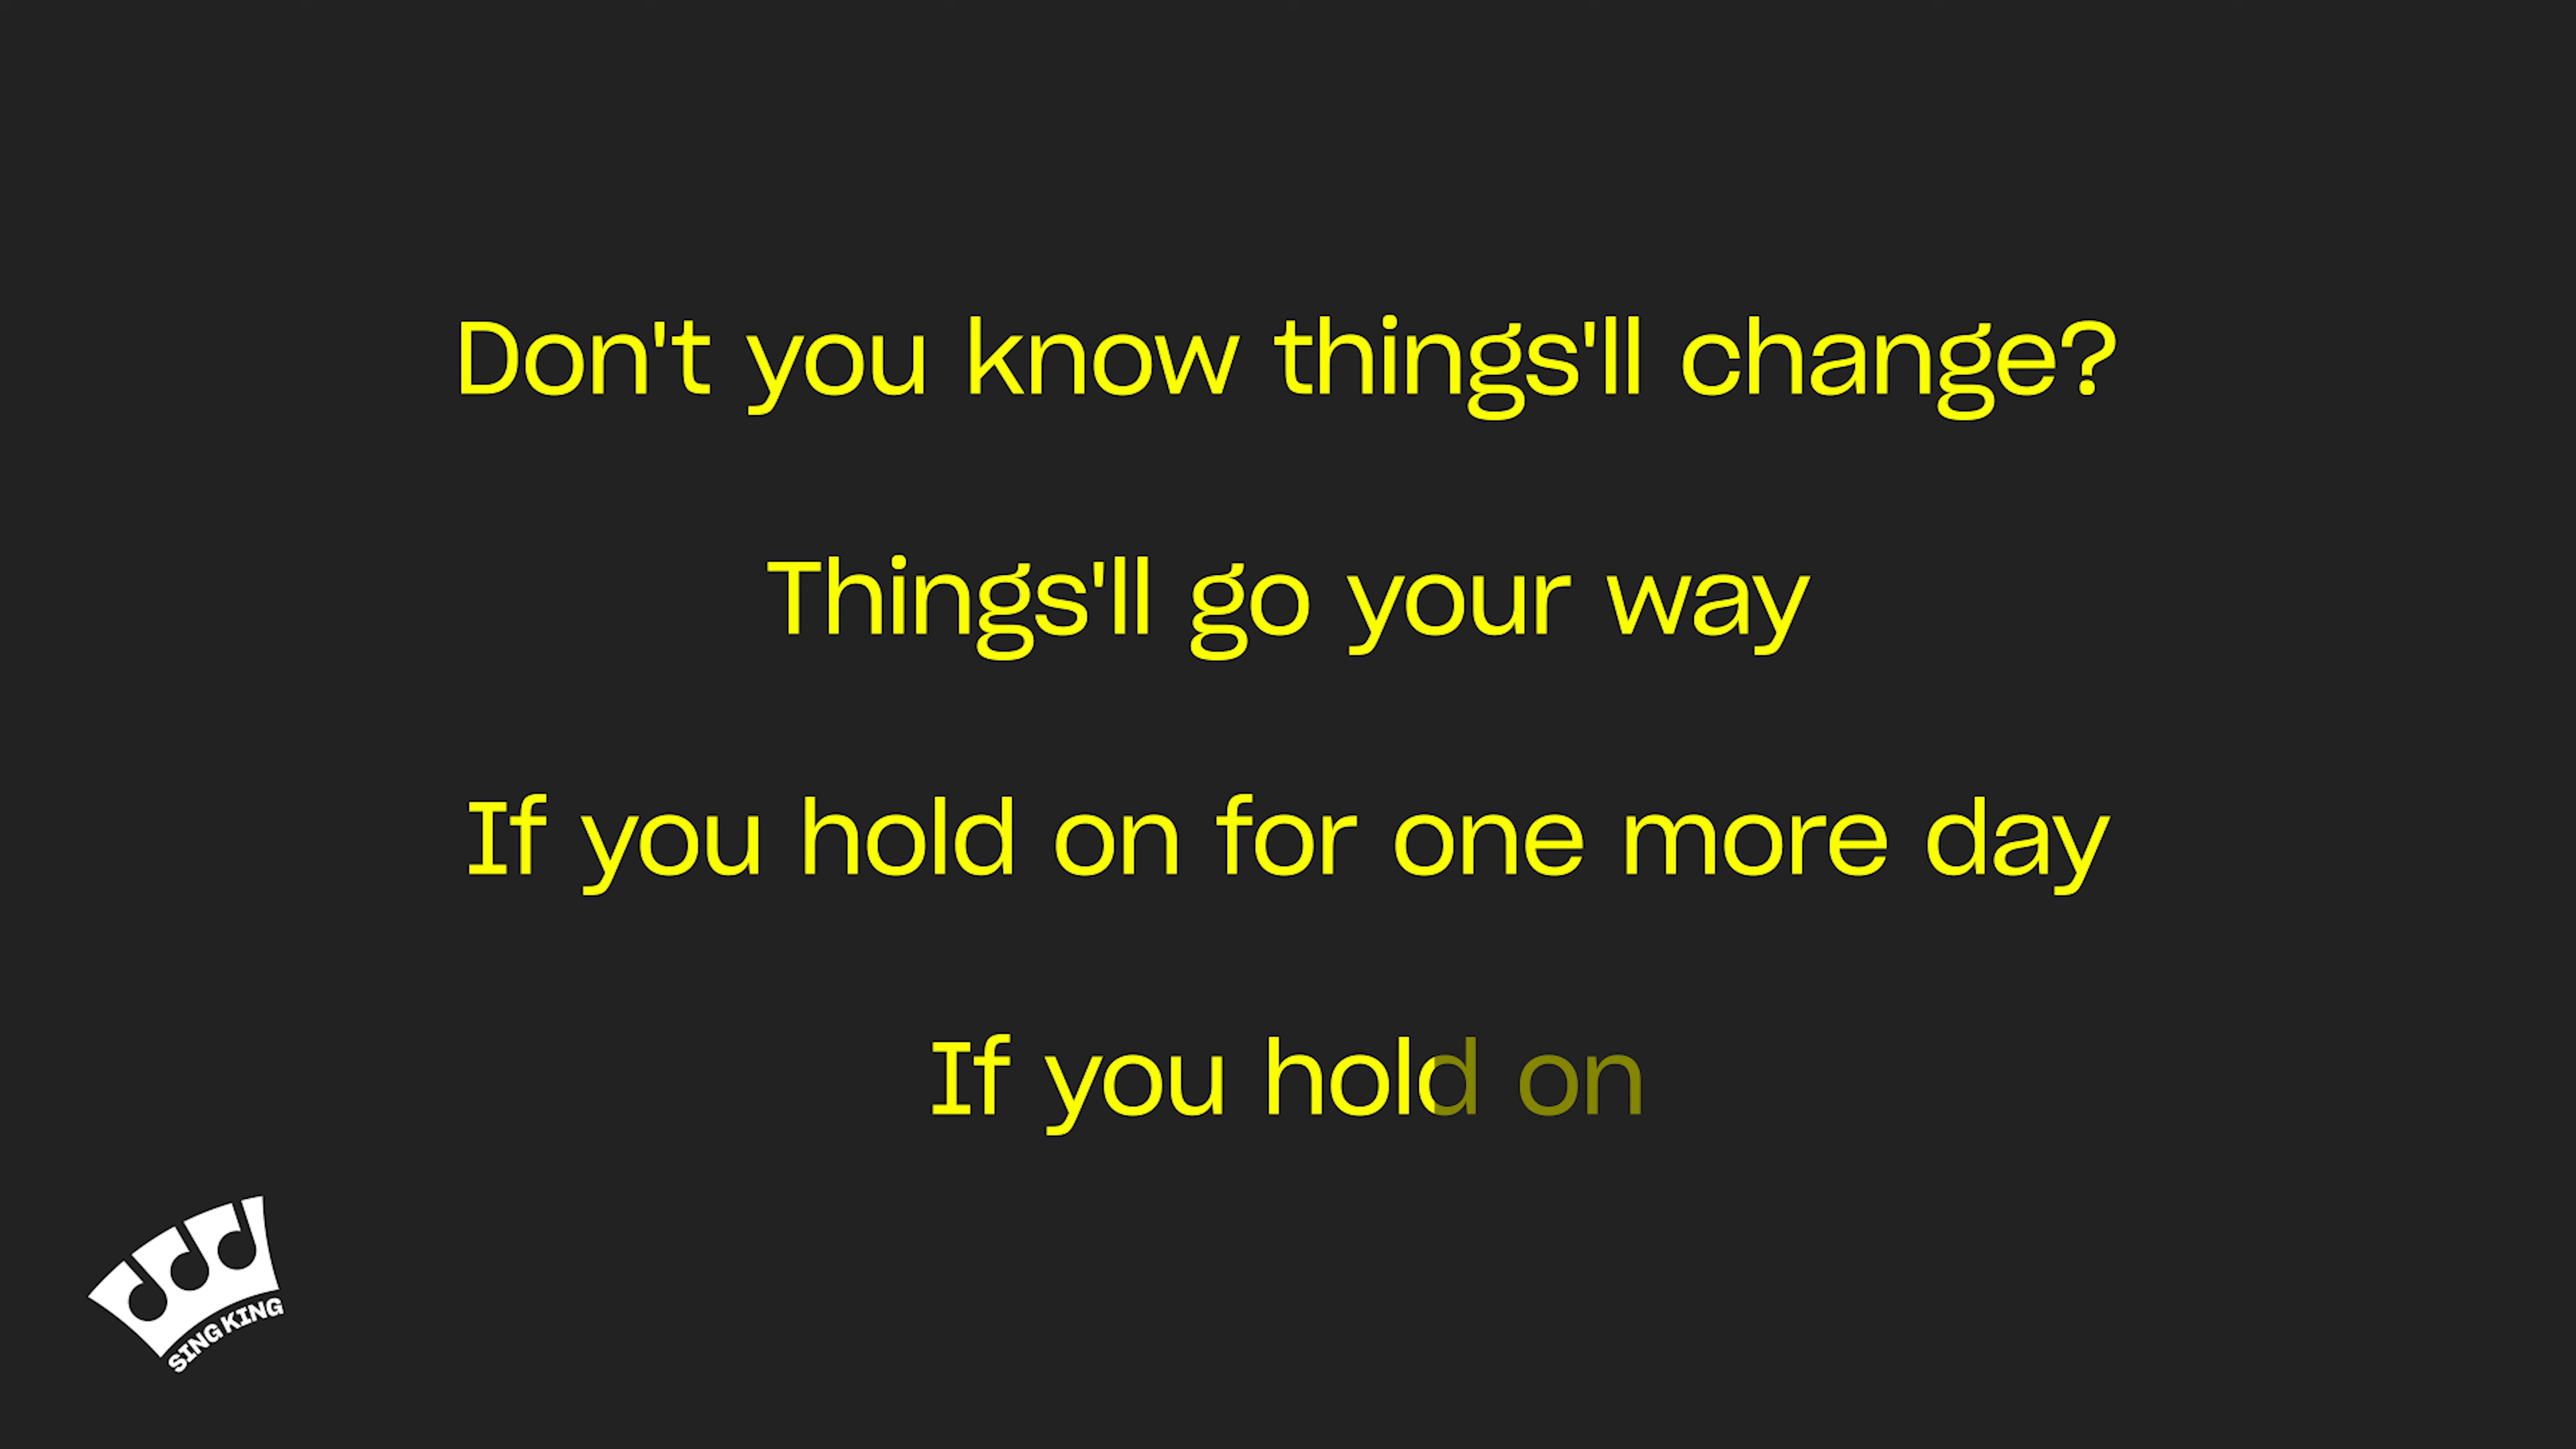 Don't you know things'll change?
Things'll go your way
If you hold on for one more day
If you hold on
SING KING